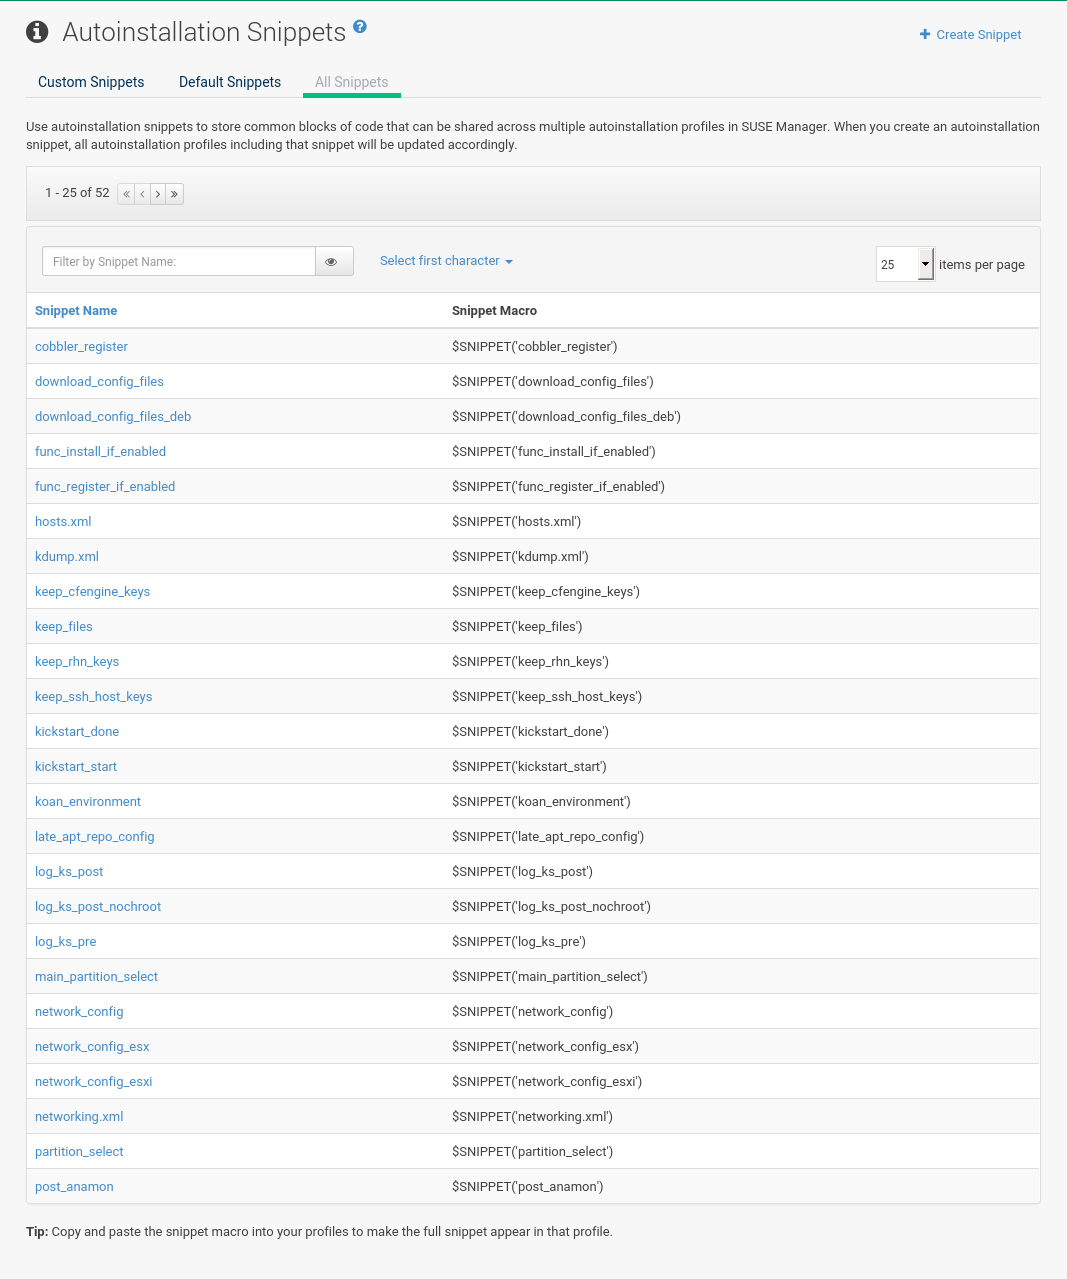 Autoinstallation Snippets
Create Snippet
Custom Snippets Default Snippets All Snippets
Use autoinstallation snippets to store common blocks of code that can be shared across multiple autoinstallation profiles in SUSE Manager. When you create an autoinstallation
snippet, all autoinstallation profiles including that snippet will be updated accordingly.
1 - 25 of 52
Filter by Snippet Name: Select first character 25 items per page
Snippet Name Snippet Macro
cobbler_register $SNIPPET('cobbler_register')
download_config_files $SNIPPET('download_config_files')
download_config_files_deb $SNIPPET('download_config_files_deb')
func_install_if_enabled $SNIPPET('func_install_if_enabled')
func_register_if_enabled $SNIPPET('func_register_if_enabled')
hosts.xml $SNIPPET('hosts.xml')
kdump.xml $SNIPPET('kdump.xml')
keep_cfengine_keys $SNIPPET('keep_cfengine_keys')
keep_files $SNIPPET('keep_files')
keep_rhn_keys $SNIPPET('keep_rhn_keys')
keep_ssh_host_keys $SNIPPET('keep_ssh_host_keys')
kickstart_done $SNIPPET('kickstart_done')
kickstart_start $SNIPPET('kickstart_start')
koan_environment $SNIPPET('koan_environment')
late_apt_repo_config $SNIPPET('late_apt_repo_config')
log_ks_post $SNIPPET('log_ks_post')
log_ks_post_nochroot $SNIPPET('log_ks_post_nochroot')
log_ks_pre $SNIPPET('log_ks_pre')
main_partition_select $SNIPPET('main_partition_select')
network_config $SNIPPET('network_config')
network_config_esx $SNIPPET('network_config_esx')
network_config_esxi $SNIPPET('network_config_esxi')
networking.xml $SNIPPET('networking.xml')
partition_select $SNIPPET('partition_select')
post_anamon $SNIPPET('post_anamon')
Tip: Copy and paste the snippet macro into your profiles to make the full snippet appear in that profile.